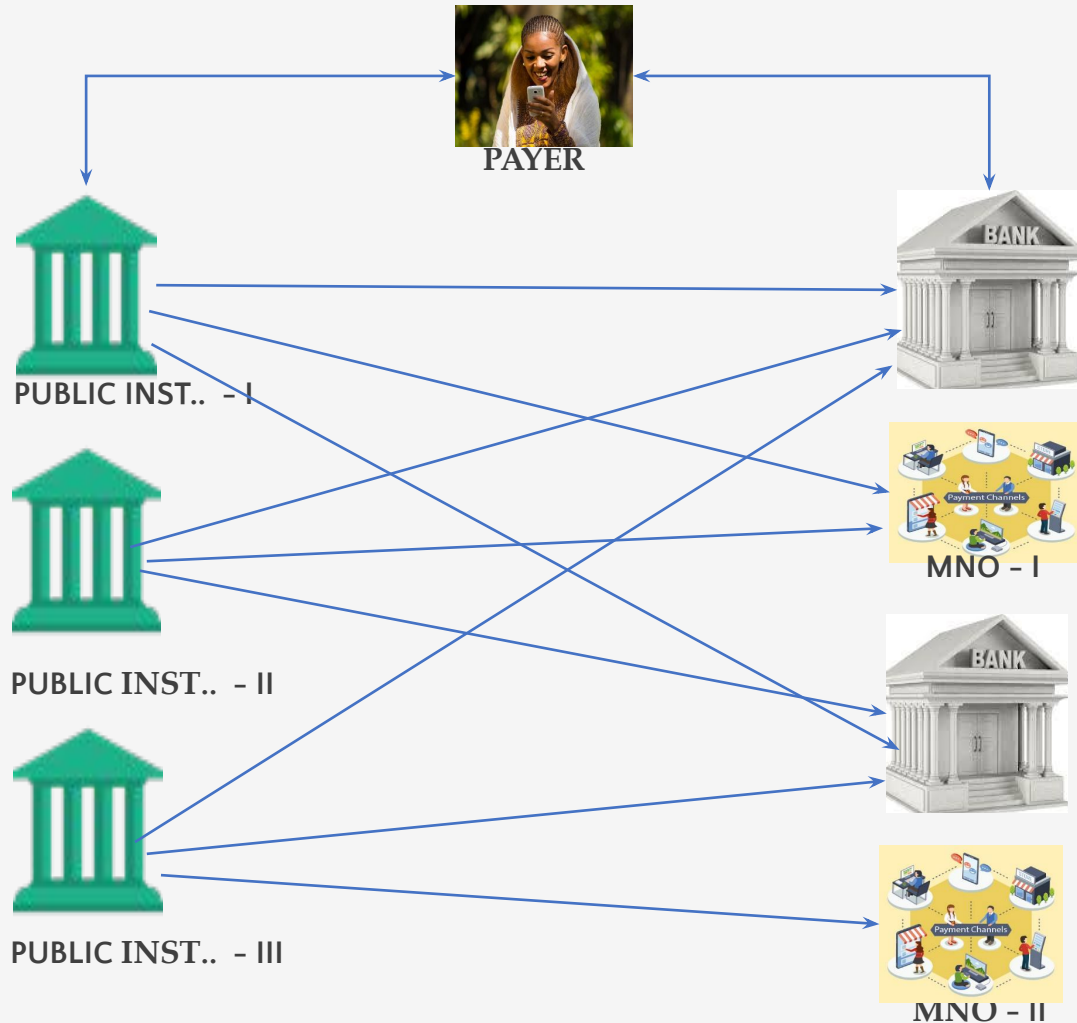 PAYER
BANK
PUBLIC INST.. - I
Payment Channels
MNO - I
PUBLIC INST.. - II
BANK
PUBLIC INST.. - III
Payment Channels
MNO - II